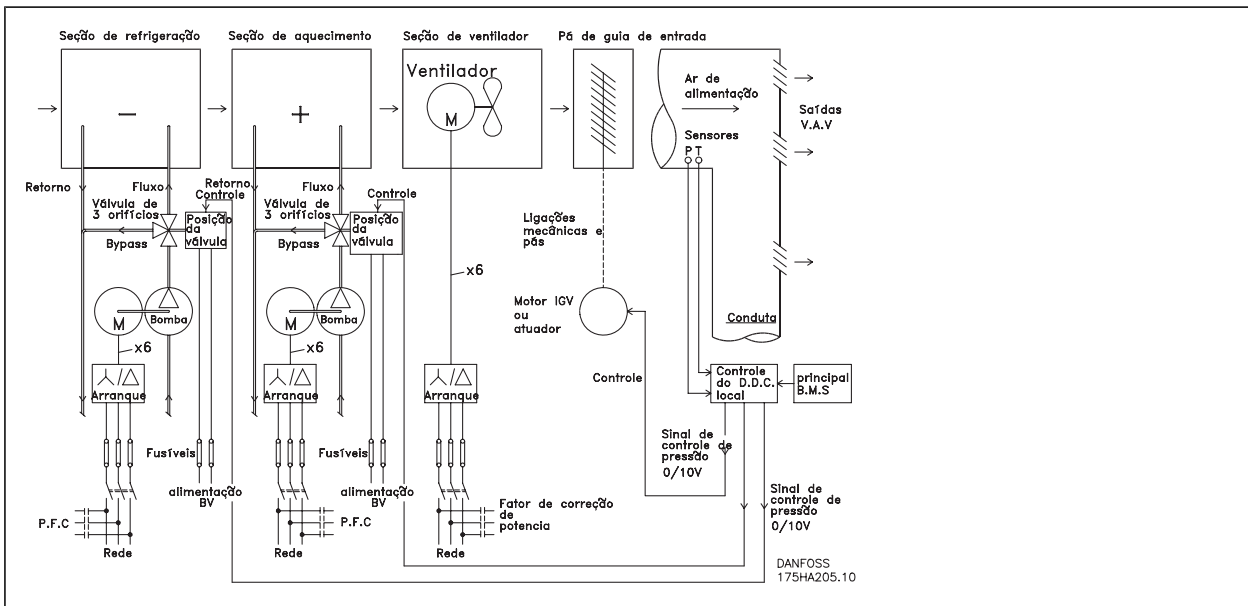 Seção de refrigeração
Seção de aquecimento
Seção de ventilador
Pá de guia de entrada
Ventilador
M
Ar de
alimentação
Saídas
V.A.V
Sensores
P T
Retorno
Fluxo
Retorno
Controle
Fluxo
Controle
Válvula de
3 orifícios
Posição
da
válvula
Bypass
Válvula de
3 orifícios
Posição
da
válvula
Bypass
Ligações
mecânicas e
pás
x6
M
Bomba
x6
M
Bomba
x6
Motor IGV
ou
atuador
Conduta
Arranque
Arranque
Arranque
Controle
Controle
do D.D.C.
local
principal
B.M.S
Fusíveis
Fusíveis
Sinal de
controle de
pressão
0/10V
alimentação
BV
alimentação
BV
Sinal de
controle de
pressão
0/10V
P.F.C
P.F.C
Fator de correção
de
potencia
Rede
Rede
Rede
DANFOSS
175HA205.10